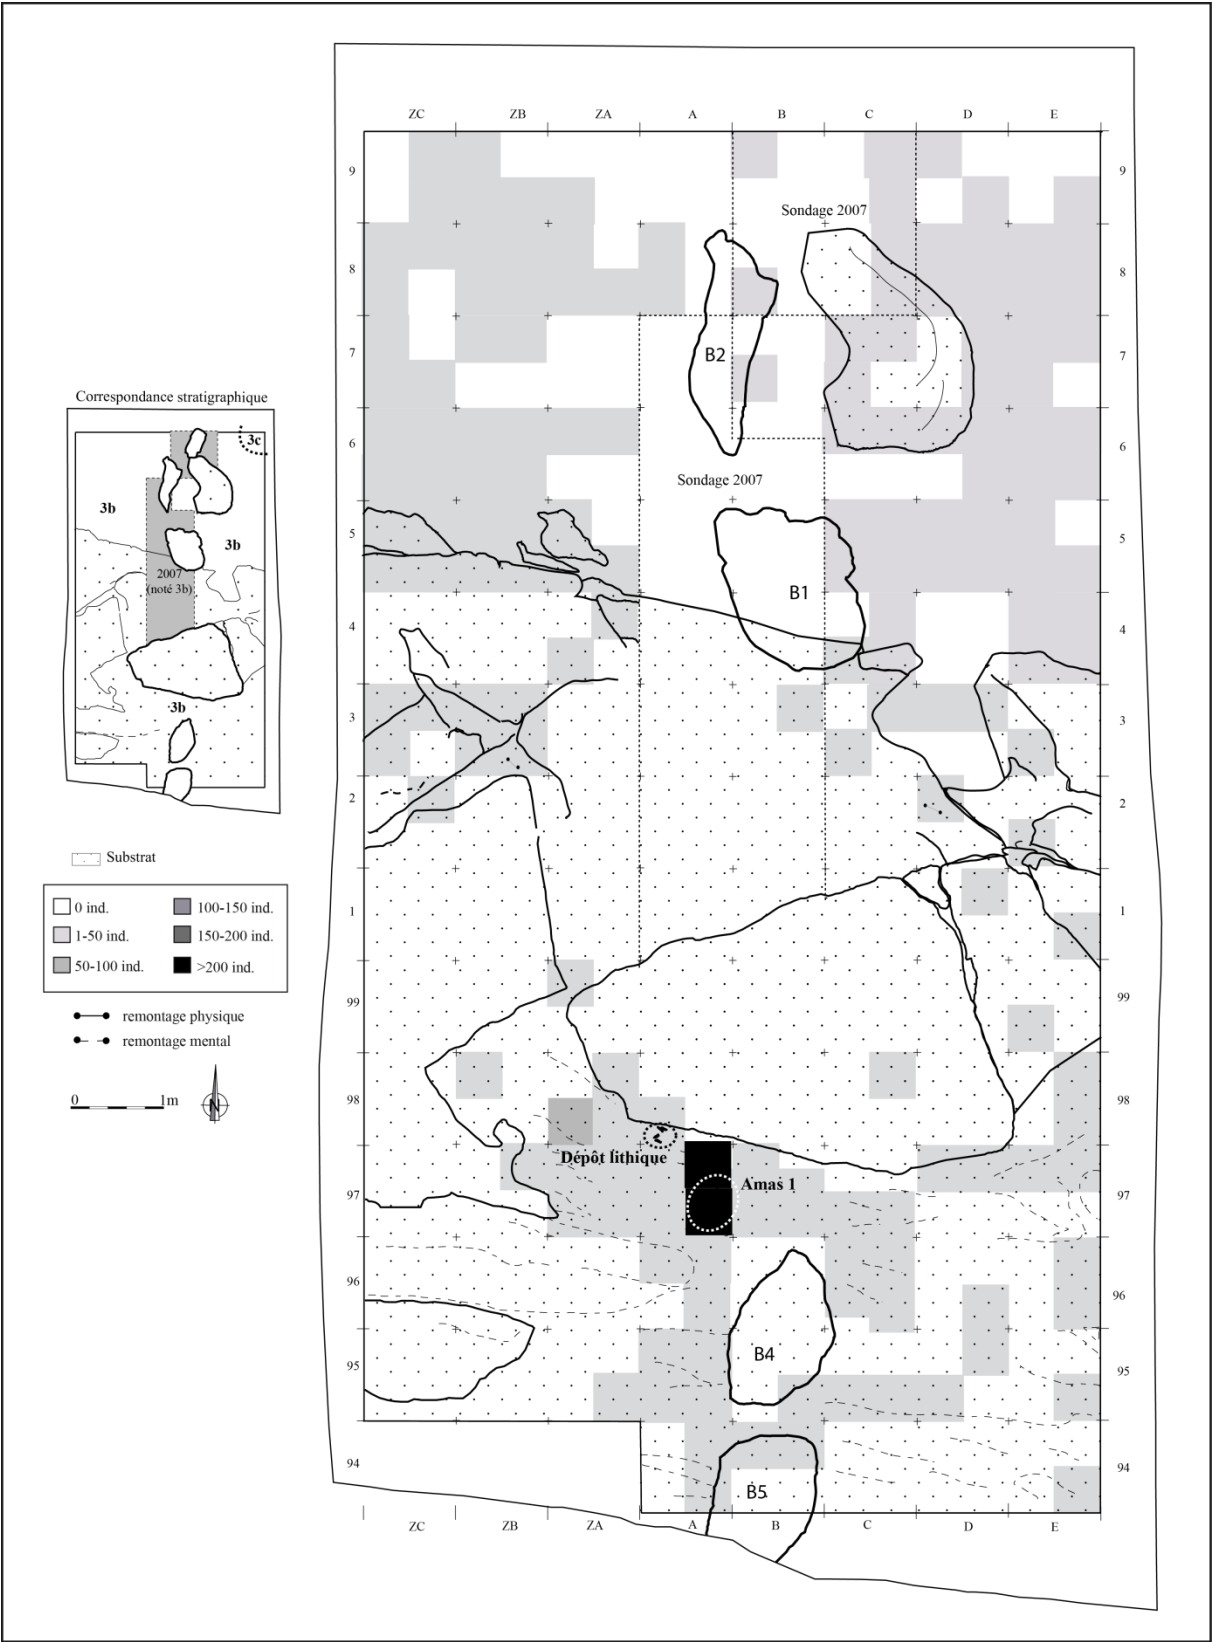 ZC ZB ZA A B C D E
9 9
Sondage 2007
8 8
7 B2 7
Correspondance stratigraphique
3c
6 6
Sondage 2007
3b
5 5
3b
2007
(noté 3b)
B1
4 4
3b
3 3
2 2
Substrat
0 ind. 100-150 ind.
1-50 ind. 150-200 ind.
50-100 ind. >200 ind.
1 1
99 99
remontage physique
remontage mental
0 1m
N
98 98
Dépôt lithique
Amas 1
97 97
96 96
95 B4 95
94 94
B5
ZC ZB ZA A B C D E